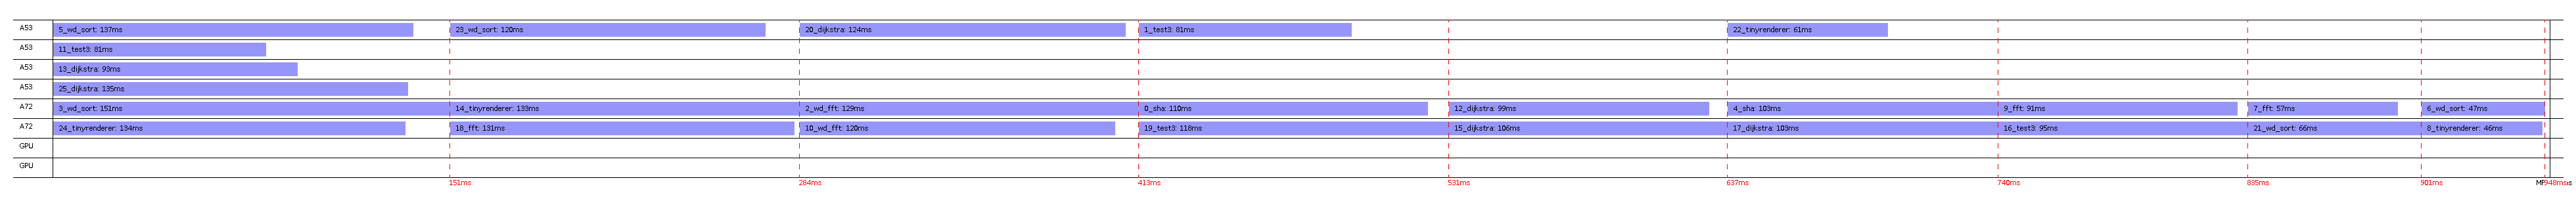 A53 5_wd_sort: 137ms 23_wd_sort: 120ms 20_dijkstra: 124ms 1_test3: 81ms 22_tinyrenderer: 61ms
A53 11_test3: 81ms
A53 13_dijkstra: 93ms
A53 25_dijkstra: 135ms
A72 3_wd_sort: 151ms 14_tinyrenderer: 133ms 2_wd_fft: 129ms 0_sha: 110ms 12_dijkstra: 99ms 4_sha: 103ms 9_fft: 91ms 7_fft: 57ms 6_wd_sort: 47ms
A72 24_tinyrenderer: 134ms 18_fft: 131ms 10_wd_fft: 120ms 19_test3: 118ms 15_dijkstra: 106ms 17_dijkstra: 103ms 16_test3: 95ms 21_wd_sort: 66ms 8_tinyrenderer: 46ms
GPU
GPU
151ms 284ms 413ms 531ms 637ms 740ms 835ms 901ms 948ms